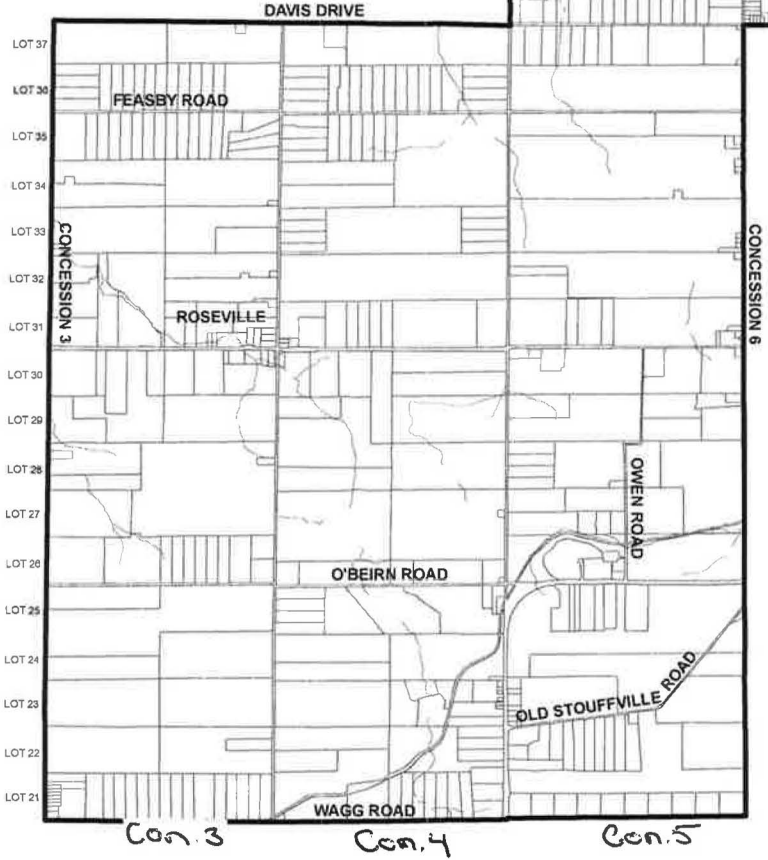 DAVIS DRIVE
LOT 37
LOT 36
FEASBY ROAD
LOT 35
LOT 34
LOT 33
CONCESSION 3
CONCESSION 6
LOT 32
ROSEVILLE
LOT 31
LOT 30
LOT 29
LOT 28
OWEN ROAD
LOT 27
LOT 26
O'BEIRN ROAD
LOT 25
LOT 24
LOT 23
OLD STOUFFVILLE ROAD
LOT 22
LOT 21
WAGG ROAD
Con.3
Con.4
Con.5